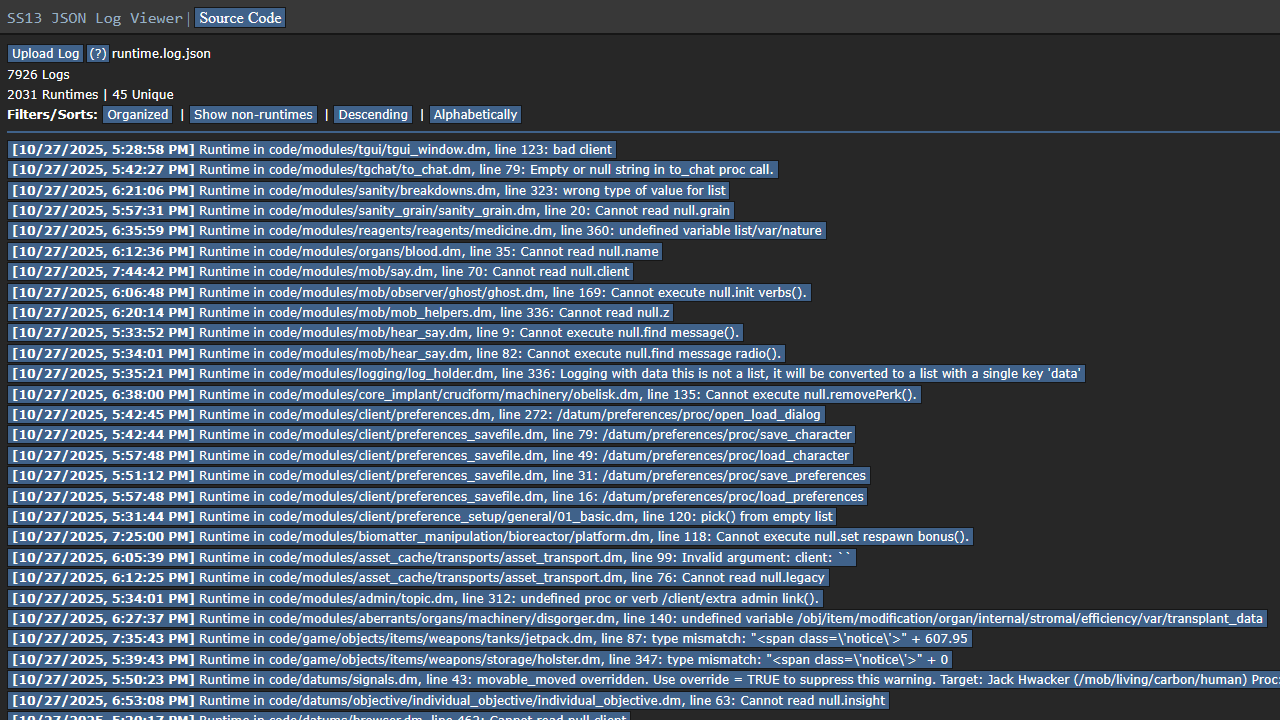 SS13 JSON Log Viewer| Source Code
Upload Log (?) runtime.log.json
7926 Logs
2031 Runtimes | 45 Unique
Filters/Sorts: Organized | Show non-runtimes | Descending | Alphabetically
[10/27/2025, 5:28:58 PM] Runtime in code/modules/tgui/tgui_window.dm, line 123: bad client
[10/27/2025, 5:42:27 PM] Runtime in code/modules/tgchat/to_chat.dm, line 79: Empty or null string in to_chat proc call.
[10/27/2025, 6:21:06 PM] Runtime in code/modules/sanity/breakdowns.dm, line 323: wrong type of value for list
[10/27/2025, 5:57:31 PM] Runtime in code/modules/sanity_grain/sanity_grain.dm, line 20: Cannot read null.grain
[10/27/2025, 6:35:59 PM] Runtime in code/modules/reagents/reagents/medicine.dm, line 360: undefined variable list/var/nature
[10/27/2025, 6:12:36 PM] Runtime in code/modules/organs/blood.dm, line 35: Cannot read null.name
[10/27/2025, 7:44:42 PM] Runtime in code/modules/mob/say.dm, line 70: Cannot read null.client
[10/27/2025, 6:06:48 PM] Runtime in code/modules/mob/observer/ghost/ghost.dm, line 169: Cannot execute null.init verbs().
[10/27/2025, 6:20:14 PM] Runtime in code/modules/mob/mob_helpers.dm, line 336: Cannot read null.z
[10/27/2025, 5:33:52 PM] Runtime in code/modules/mob/hear_say.dm, line 9: Cannot execute null.find message().
[10/27/2025, 5:34:01 PM] Runtime in code/modules/mob/hear_say.dm, line 82: Cannot execute null.find message radio().
[10/27/2025, 5:35:21 PM] Runtime in code/modules/logging/log_holder.dm, line 336: Logging with data this is not a list, it will be converted to a list with a single key 'data'
[10/27/2025, 6:38:00 PM] Runtime in code/modules/core_implant/cruciform/machinery/obelisk.dm, line 135: Cannot execute null.removePerk().
[10/27/2025, 5:42:45 PM] Runtime in code/modules/client/preferences.dm, line 272: /datum/preferences/proc/open_load_dialog
[10/27/2025, 5:42:44 PM] Runtime in code/modules/client/preferences_savefile.dm, line 79: /datum/preferences/proc/save_character
[10/27/2025, 5:57:48 PM] Runtime in code/modules/client/preferences_savefile.dm, line 49: /datum/preferences/proc/load_character
[10/27/2025, 5:51:12 PM] Runtime in code/modules/client/preferences_savefile.dm, line 31: /datum/preferences/proc/save_preferences
[10/27/2025, 5:57:48 PM] Runtime in code/modules/client/preferences_savefile.dm, line 16: /datum/preferences/proc/load_preferences
[10/27/2025, 5:31:44 PM] Runtime in code/modules/client/preference_setup/general/01_basic.dm, line 120: pick() from empty list
[10/27/2025, 7:25:00 PM] Runtime in code/modules/biomatter_manipulation/bioreactor/platform.dm, line 118: Cannot execute null.set respawn bonus().
[10/27/2025, 6:05:39 PM] Runtime in code/modules/asset_cache/transports/asset_transport.dm, line 99: Invalid argument: client: ``
[10/27/2025, 6:12:25 PM] Runtime in code/modules/asset_cache/transports/asset_transport.dm, line 76: Cannot read null.legacy
[10/27/2025, 5:34:01 PM] Runtime in code/modules/admin/topic.dm, line 312: undefined proc or verb /client/extra admin link().
[10/27/2025, 6:27:37 PM] Runtime in code/modules/aberrants/organs/machinery/disgorger.dm, line 140: undefined variable /obj/item/modification/organ/internal/stromal/efficiency/var/transplant_data
[10/27/2025, 7:35:43 PM] Runtime in code/game/objects/items/weapons/tanks/jetpack.dm, line 87: type mismatch: "<span class=\'notice\'>" + 607.95
[10/27/2025, 5:39:43 PM] Runtime in code/game/objects/items/weapons/storage/holster.dm, line 347: type mismatch: "<span class=\'notice\'>" + 0
[10/27/2025, 5:50:23 PM] Runtime in code/datums/signals.dm, line 43: movable_moved overridden. Use override = TRUE to suppress this warning. Target: Jack Hwacker (/mob/living/carbon/human) Proc:
[10/27/2025, 6:53:08 PM] Runtime in code/datums/objective/individual_objective/individual_objective.dm, line 63: Cannot read null.insight
[10/27/2025, 5:29:17 PM] Runtime in code/datums/browser.dm, line 462: Cannot read null.client